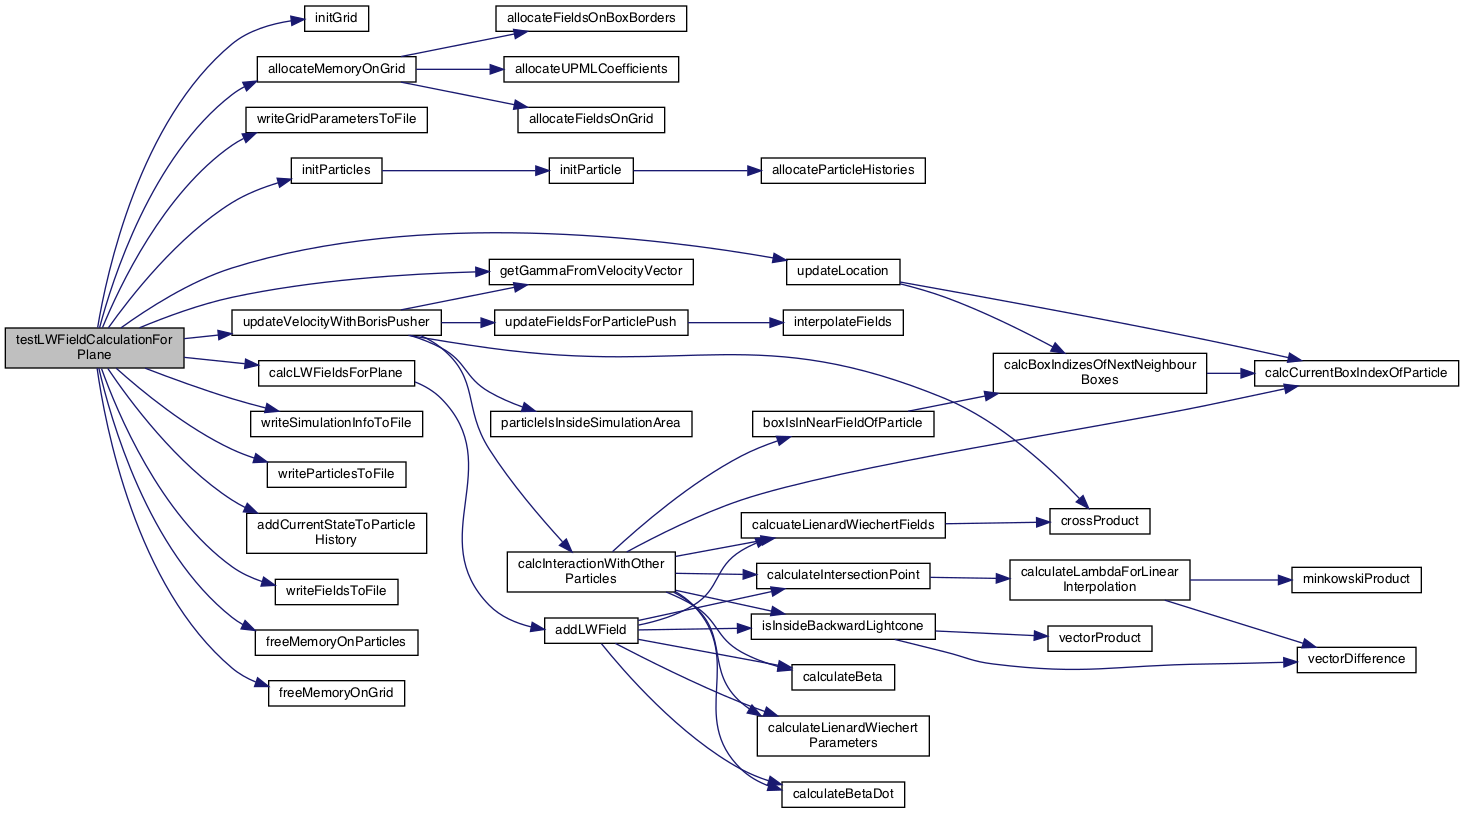 initGrid
allocateFieldsOnBoxBorders
allocateMemoryOnGrid
allocateUPMLCoefficients
writeGridParametersToFile
allocateFieldsOnGrid
initParticles
initParticle
allocateParticleHistories
getGammaFromVelocityVector
updateLocation
testLWFieldCalculationFor
Plane
updateVelocityWithBorisPusher
updateFieldsForParticlePush
interpolateFields
calcLWFieldsForPlane
calcBoxIndizesOfNextNeighbour
Boxes
calcCurrentBoxIndexOfParticle
writeSimulationInfoToFile
particleIsInsideSimulationArea
boxIsInNearFieldOfParticle
writeParticlesToFile
addCurrentStateToParticle
History
calcuateLienardWiechertFields
crossProduct
calcInteractionWithOther
Particles
calculateIntersectionPoint
calculateLambdaForLinear
Interpolation
minkowskiProduct
writeFieldsToFile
addLWField
isInsideBackwardLightcone
vectorProduct
freeMemoryOnParticles
vectorDifference
calculateBeta
freeMemoryOnGrid
calculateLienardWiechert
Parameters
calculateBetaDot